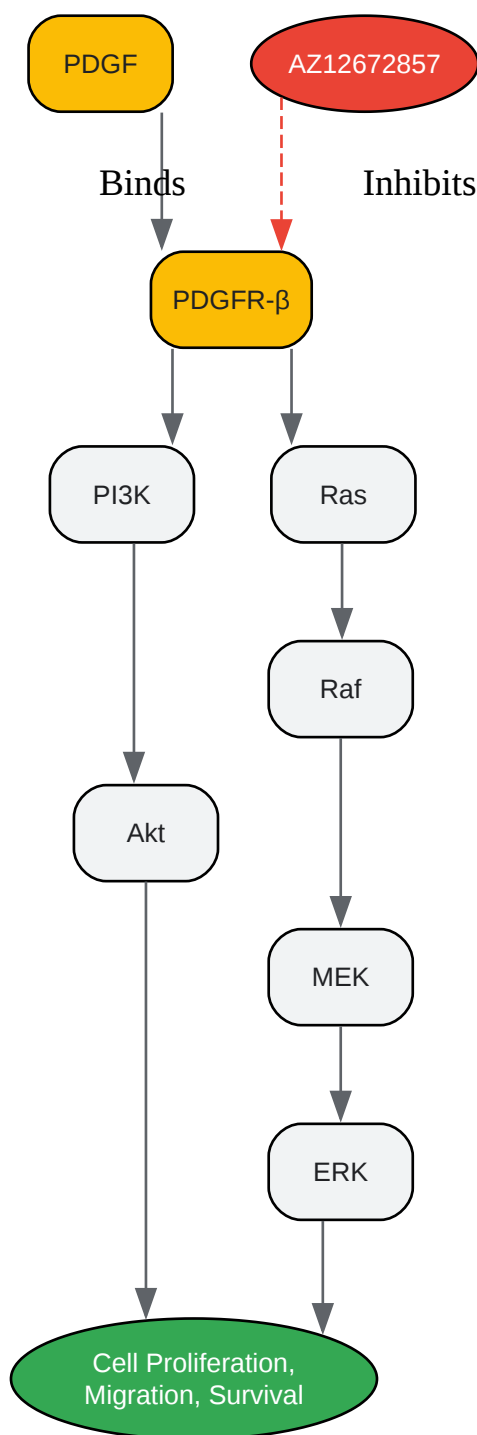 PDGF
AZ12672857
Binds
Inhibits
PDGFR-β
PI3K
Ras
Raf
Akt
MEK
ERK
Cell Proliferation,
Migration, Survival